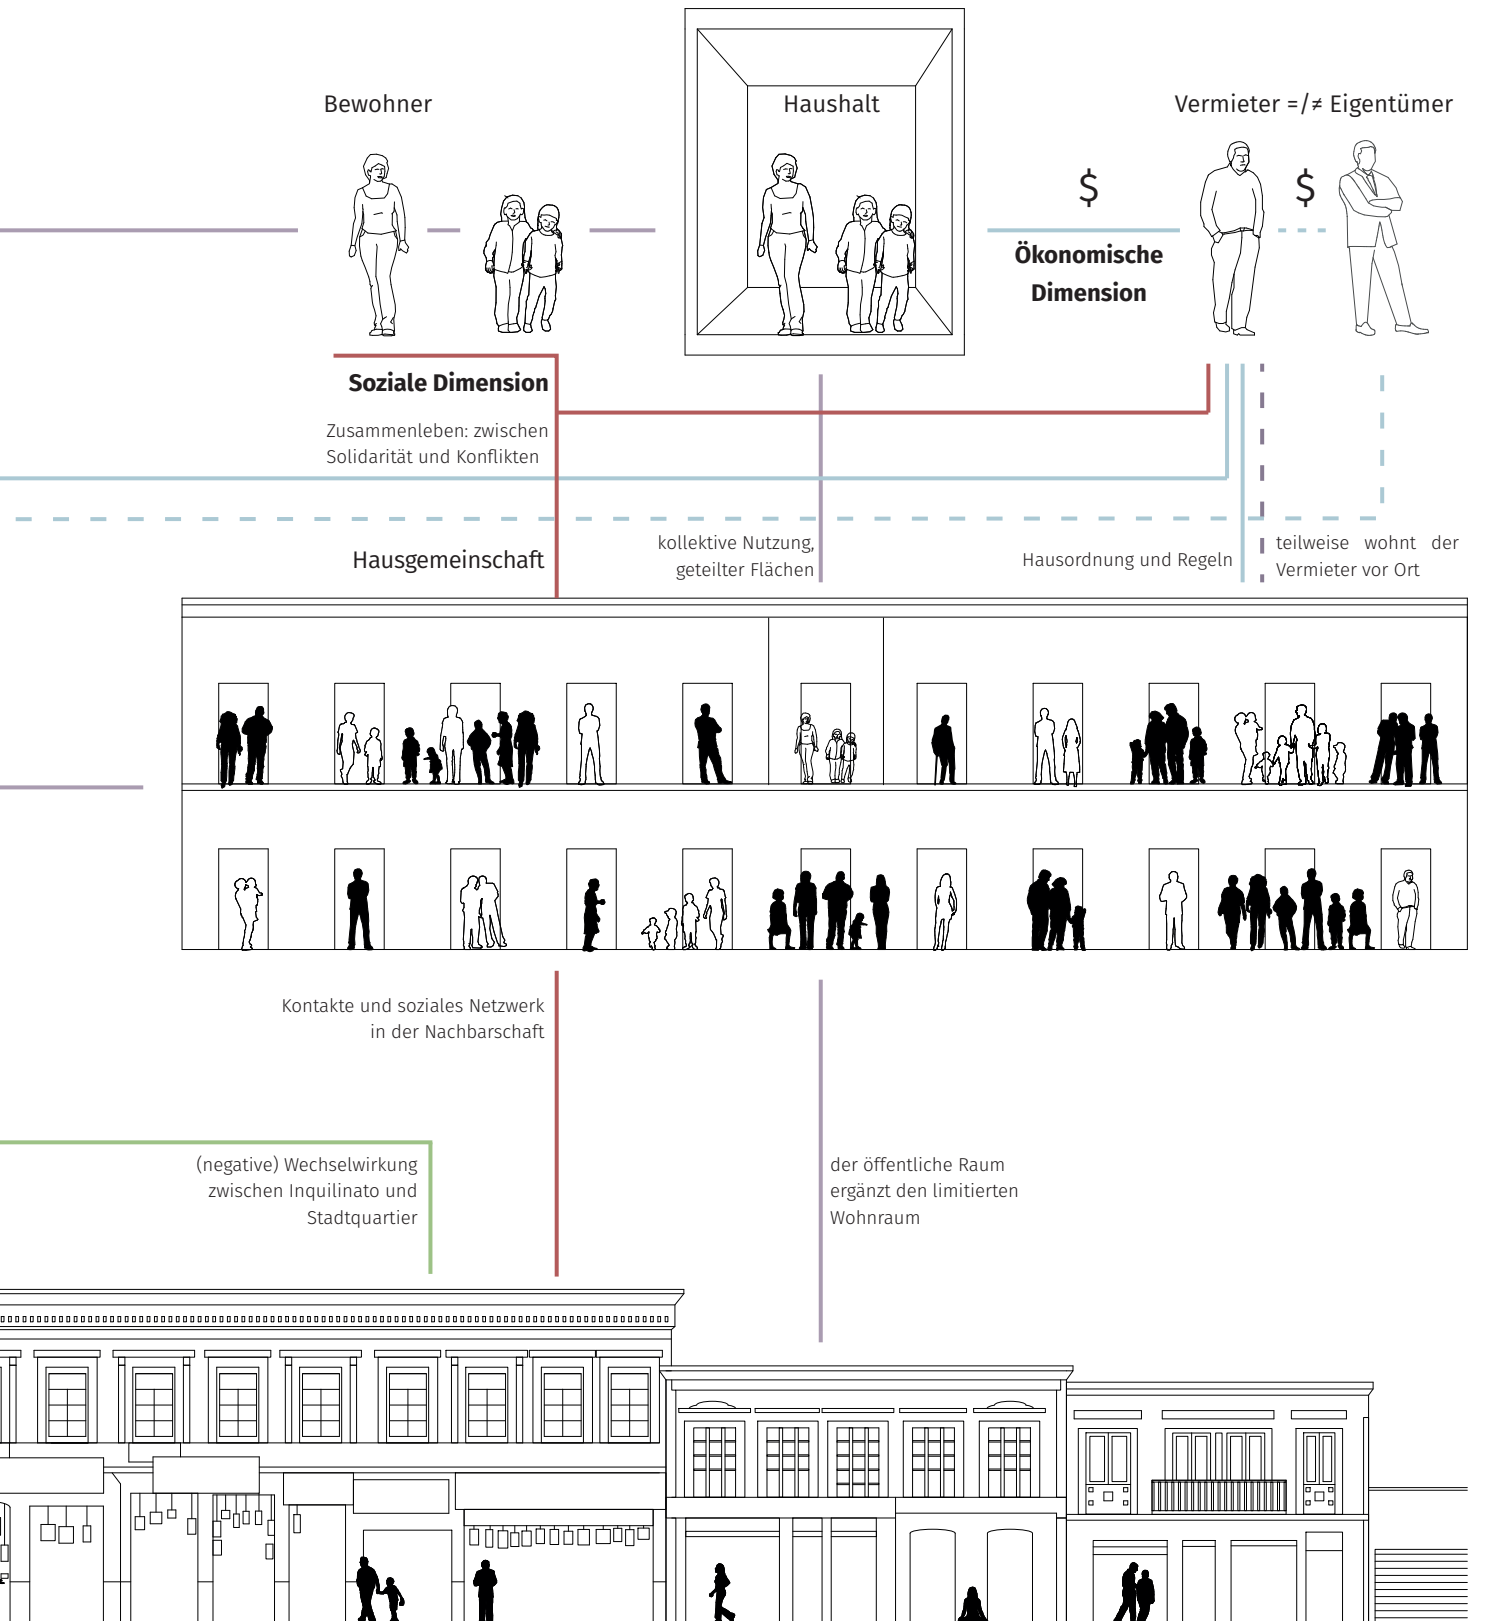 Bewohner
Haushalt
Vermieter =/≠ Eigentümer
$
$
Ökonomische
Dimension
Soziale Dimension
Zusammenleben: zwischen
Solidarität und Konflikten
Hausgemeinschaft
kollektive Nutzung,
geteilter Flächen
Hausordnung und Regeln
teilweise wohnt der
Vermieter vor Ort
Kontakte und soziales Netzwerk
in der Nachbarschaft
(negative) Wechselwirkung
zwischen Inquilinato und
Stadtquartier
der öffentliche Raum
ergänzt den limitierten
Wohnraum